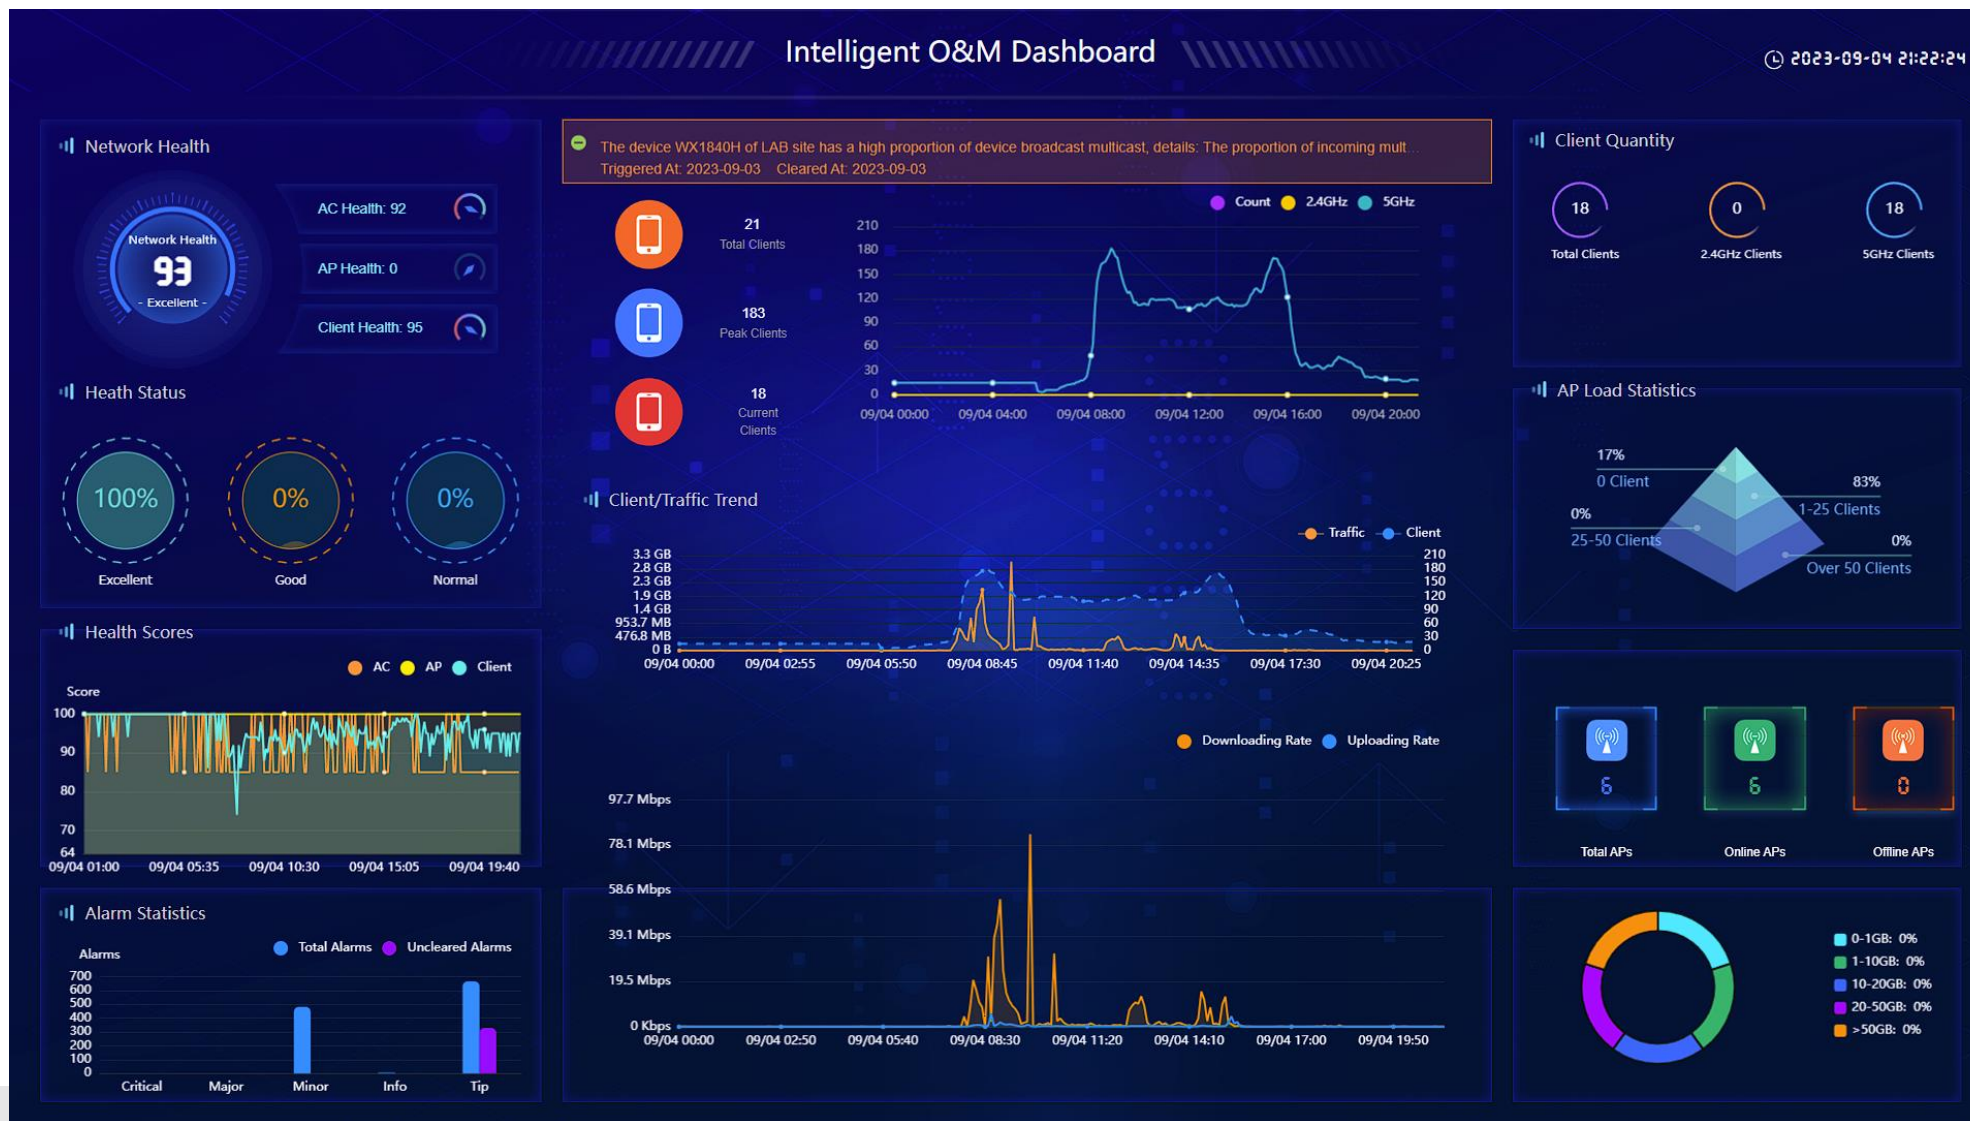 Intelligent O&M Dashboard
2023-09-04 21:22:24
Network Health
Network Health
93
- Excellent -
AC Health: 92
AP Health: 0
Client Health: 95
Heath Status
100%
0%
0%
Excellent
Good
Normal
Health Scores
AC
AP
Client
Score
100
90
80
70
64
09/04 01:00
09/04 05:35
09/04 10:30
09/04 15:05
09/04 19:40
Alarm Statistics
Alarms
Total Alarms
Uncleared Alarms
700
600
500
400
300
200
100
0
Critical
Major
Minor
Info
Tip
The device WX1840H of LAB site has a high proportion of device broadcast multicast, details: The proportion of incoming mult...
Triggered At: 2023-09-03 Cleared At: 2023-09-03
21
Total Clients
183
Peak Clients
18
Current
Clients
Count
2.4GHz
5GHz
210
180
150
120
90
60
30
0
09/04 00:00
09/04 04:00
09/04 08:00
09/04 12:00
09/04 16:00
09/04 20:00
Client/Traffic Trend
Traffic
Client
3.3 GB
2.8 GB
2.3 GB
1.9 GB
1.4 GB
953.7 MB
476.8 MB
0 B
210
180
150
120
90
60
30
0
09/04 00:00
09/04 02:55
09/04 05:50
09/04 08:45
09/04 11:40
09/04 14:35
09/04 17:30
09/04 20:25
Downloading Rate
Uploading Rate
97.7 Mbps
78.1 Mbps
58.6 Mbps
39.1 Mbps
19.5 Mbps
0 Kbps
09/04 00:00
09/04 02:50
09/04 05:40
09/04 08:30
09/04 11:20
09/04 14:10
09/04 17:00
09/04 19:50
Client Quantity
18
0
18
Total Clients
2.4GHz Clients
5GHz Clients
AP Load Statistics
17%
0 Client
83%
1-25 Clients
0%
25-50 Clients
0%
Over 50 Clients
6
6
0
Total APs
Online APs
Offline APs
0-1GB: 0%
1-10GB: 0%
10-20GB: 0%
20-50GB: 0%
>50GB: 0%